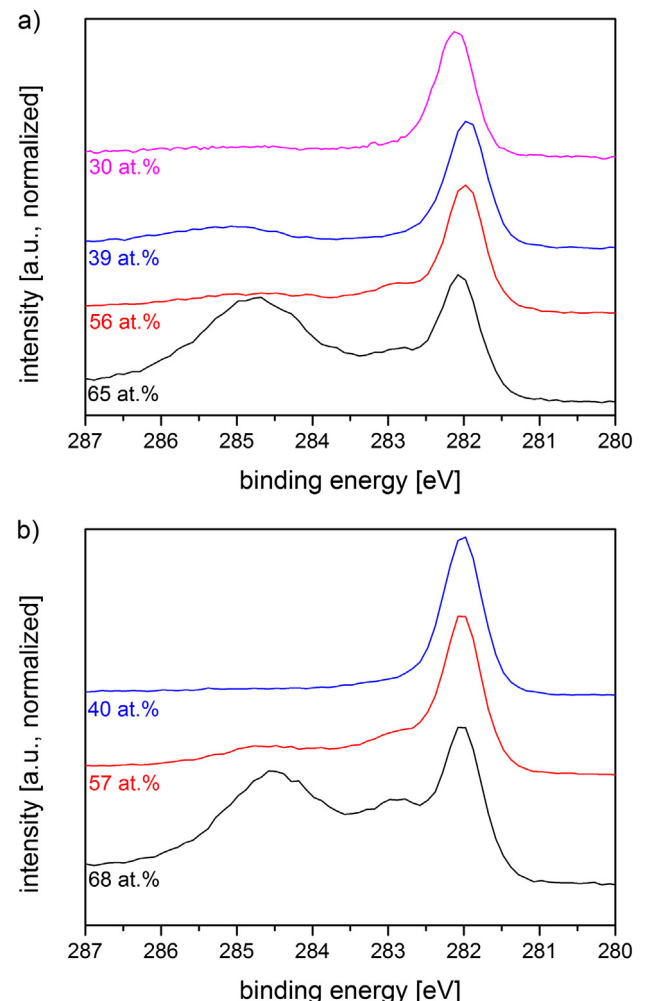 a)
intensity [a.u., normalized]
30 at.%
39 at.%
56 at.%
65 at.%
287 286 285 284 283 282 281 280
binding energy [eV]
b)
intensity [a.u., normalized]
40 at.%
57 at.%
68 at.%
287 286 285 284 283 282 281 280
binding energy [eV]